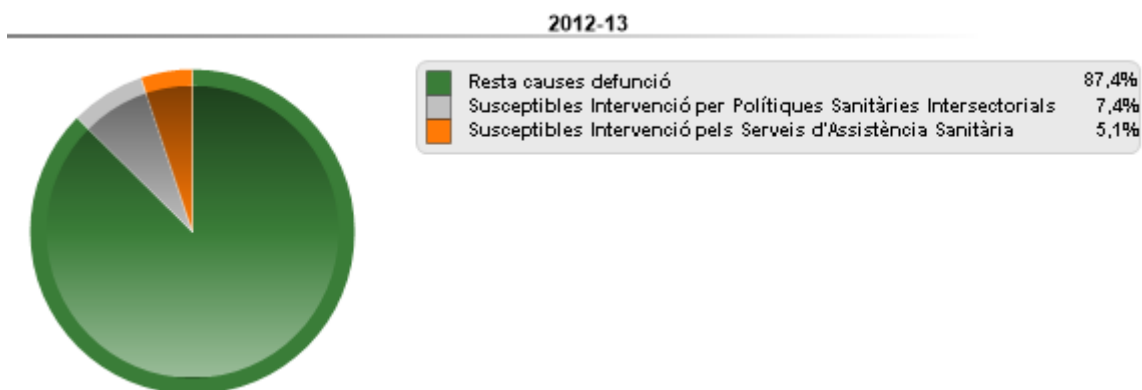 2012-13
Resta causes defunció 87,4%
Susceptibles Intervenció per Polítiques Sanitàries Intersectorials 7,4%
Susceptibles Intervenció pels Serveis d'Assistència Sanitària 5,1%